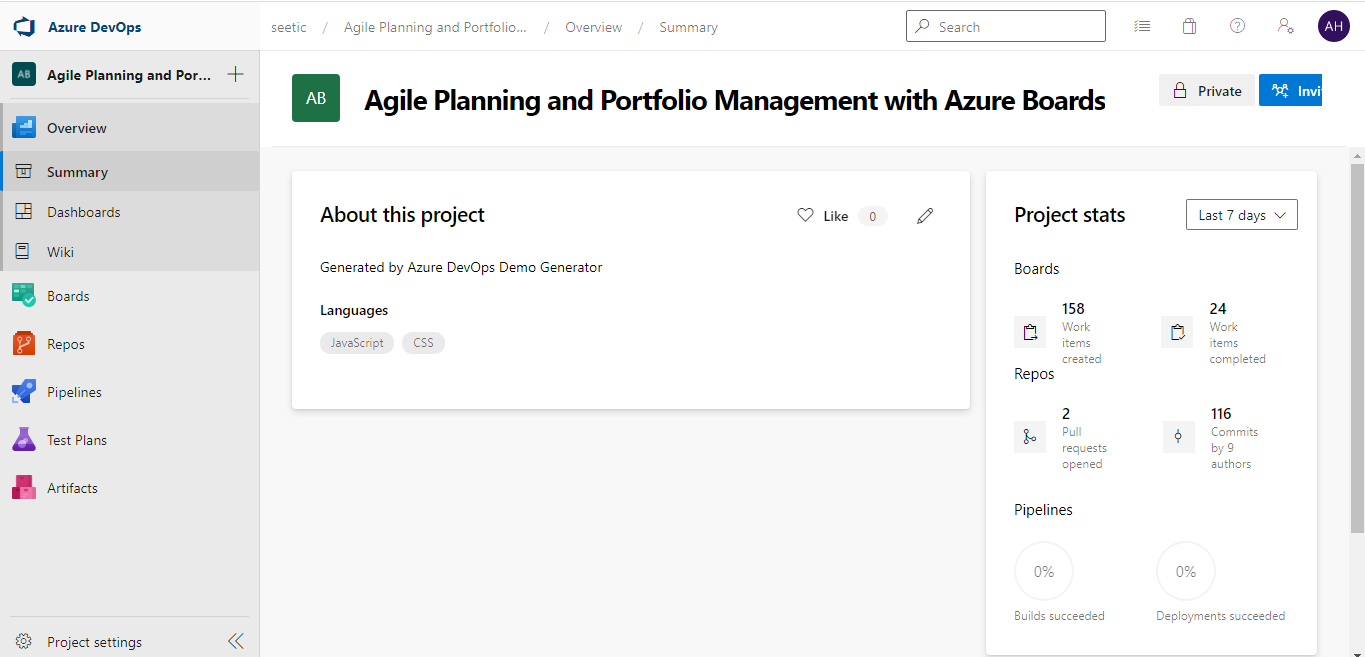 Azure DevOps
seetic / Agile Planning and Portfolio... / Overview / Summary
Search
AH
AB Agile Planning and Por...
Overview
Summary
Dashboards
Wiki
Boards
Repos
Pipelines
Test Plans
Artifacts
Project settings
AB Agile Planning and Portfolio Management with Azure Boards
Private
Invi
About this project
Like 0
Generated by Azure DevOps Demo Generator
Languages
JavaScript CSS
Project stats
Last 7 days
Boards
158
Work
items
created
24
Work
items
completed
Repos
2
Pull
requests
opened
116
Commits
by 9
authors
Pipelines
0%
Builds succeeded
0%
Deployments succeeded